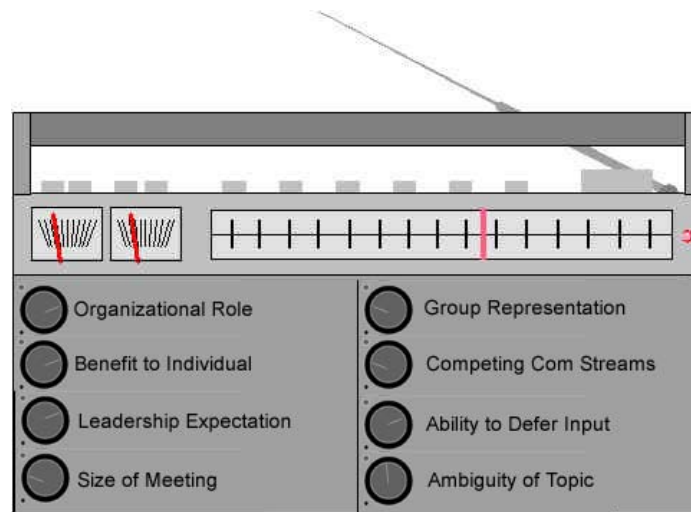 Organizational Role
Benefit to Individual
Leadership Expectation
Size of Meeting
Group Representation
Competing Com Streams
Ability to Defer Input
Ambiguity of Topic